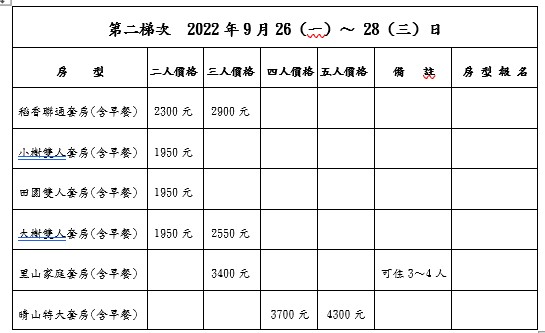 第二梯次 2022 年 9 月 26（一）～ 28（三）日
房 型 二人價格 三人價格 四人價格 五人價格 備 註 房 型 報 名
稻香聯通套房(含早餐) 2300 元 2900 元
小樹雙人套房(含早餐) 1950 元
田園雙人套房(含早餐) 1950 元
大樹雙人套房(含早餐) 1950 元 2550 元
里山家庭套房(含早餐) 3400 元 可住 3～4 人
晴山特大套房(含早餐) 3700 元 4300 元